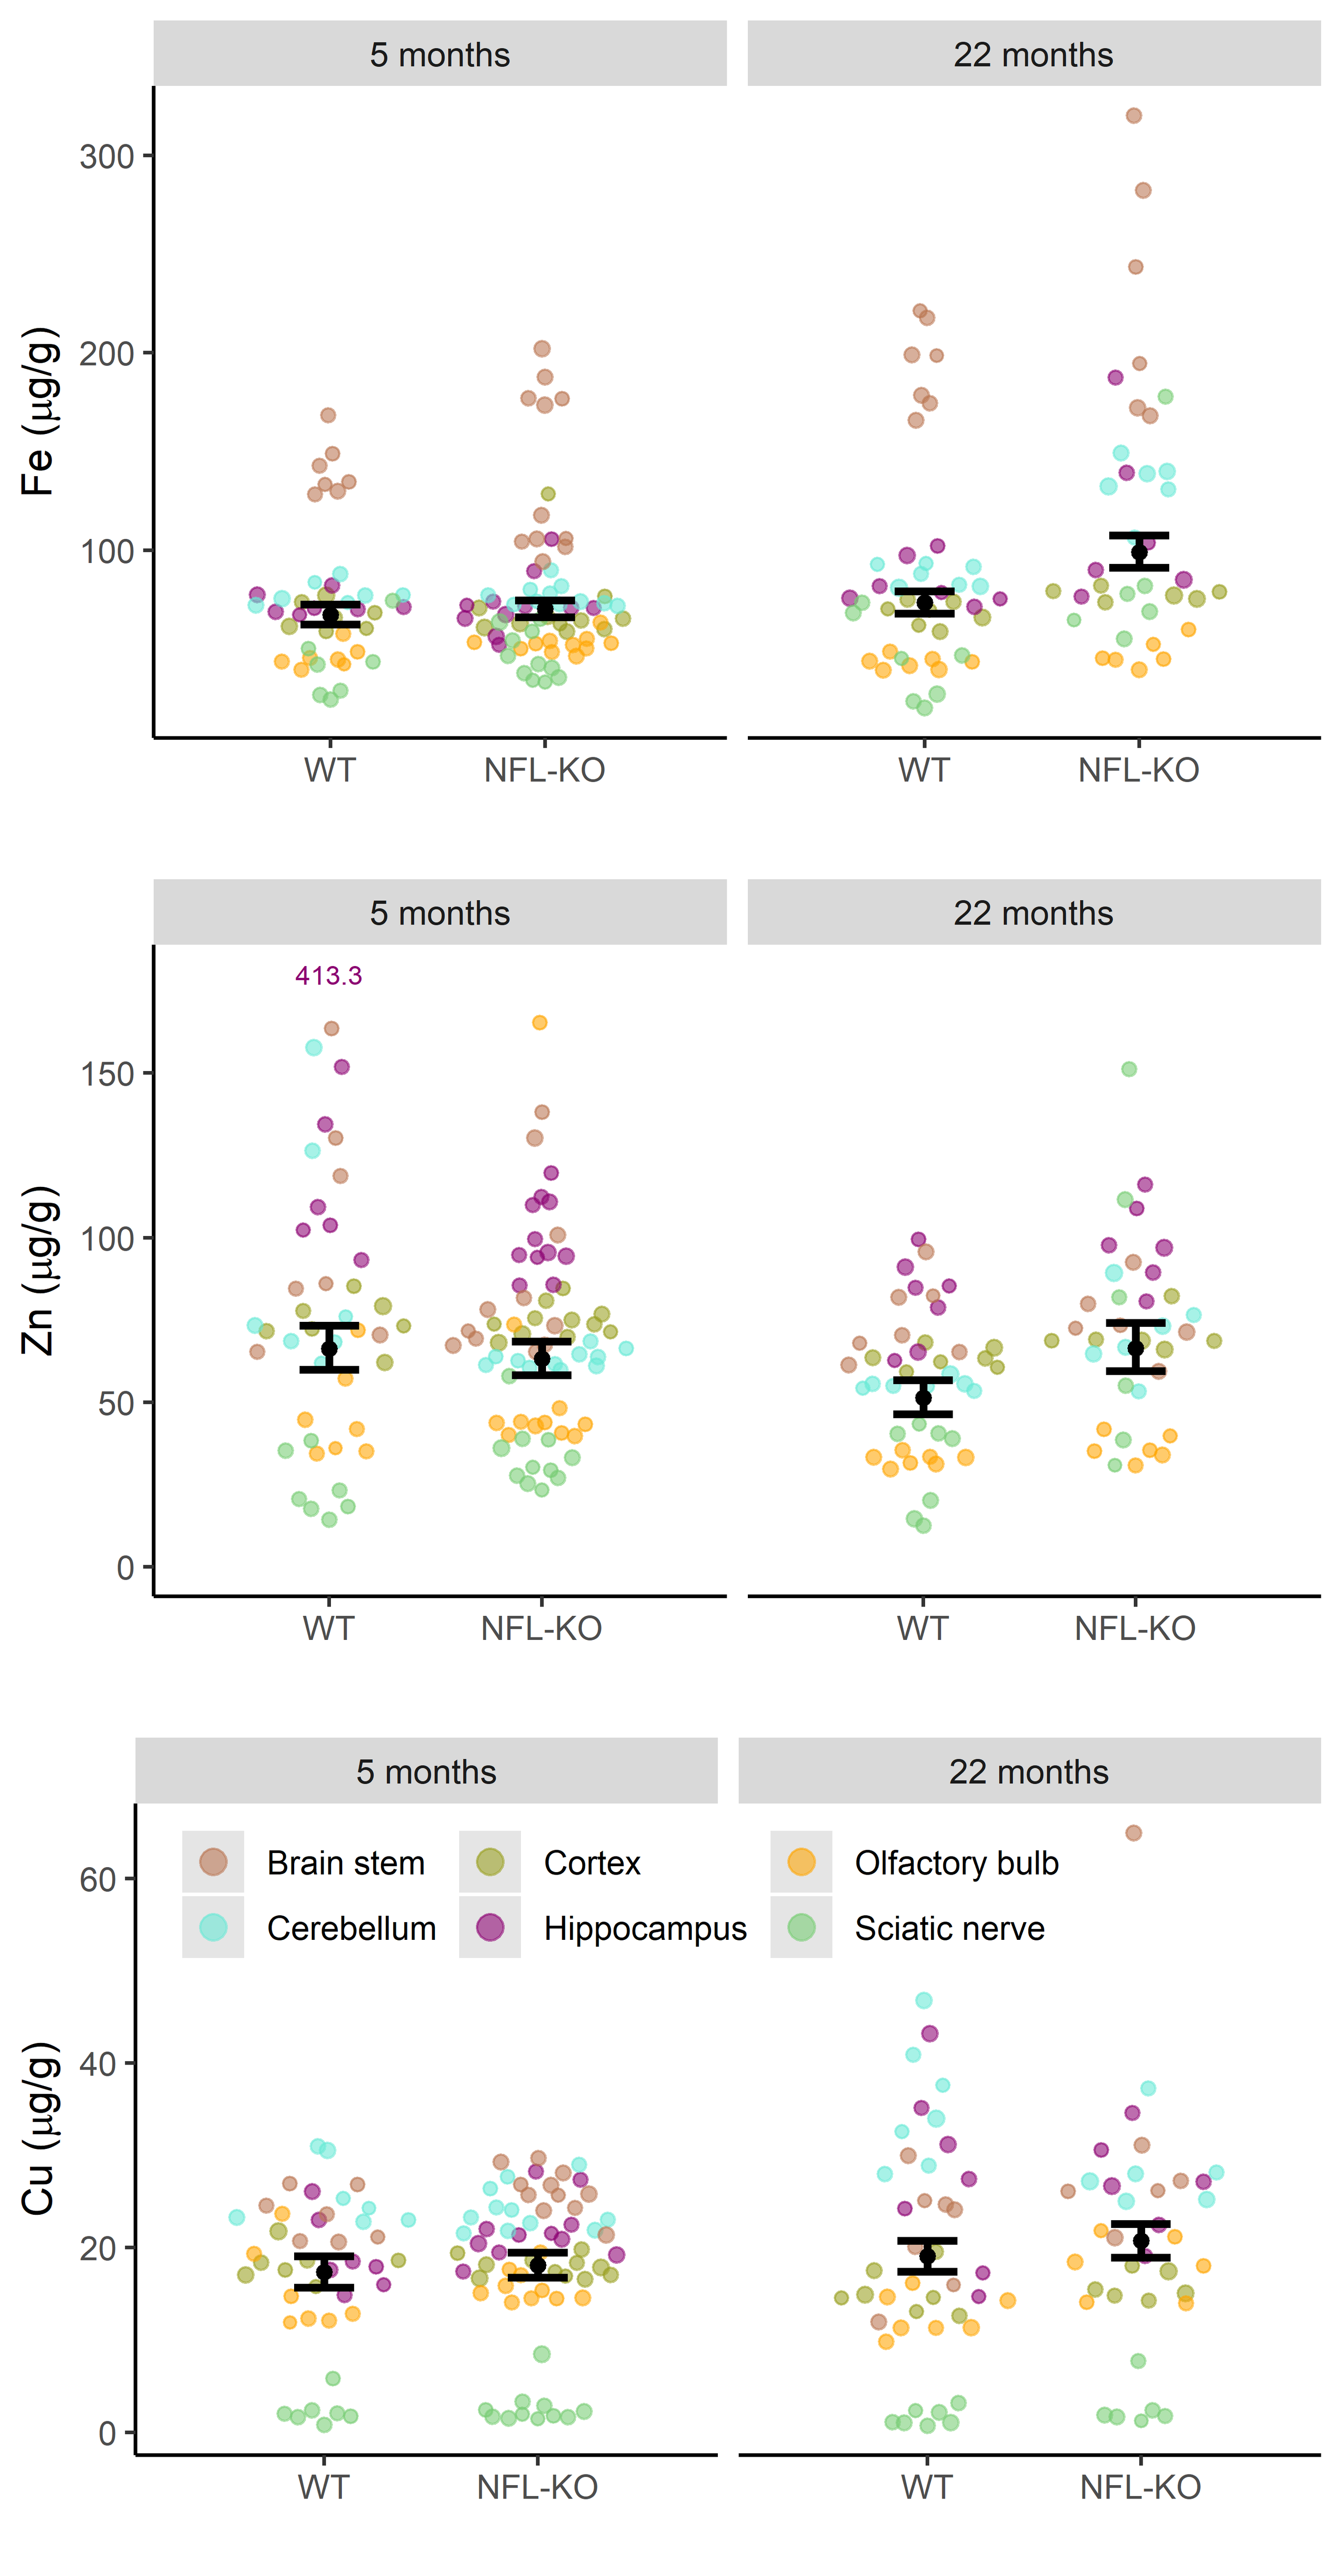 5 months 22 months
Fe (μg/g)
300
200
100
WT NFL-KO WT NFL-KO
5 months 22 months
413.3
Zn (μg/g)
150
100
50
0
WT NFL-KO WT NFL-KO
5 months 22 months
Brain stem Cortex Olfactory bulb
Cerebellum Hippocampus Sciatic nerve
Cu (μg/g)
60
40
20
0
WT NFL-KO WT NFL-KO